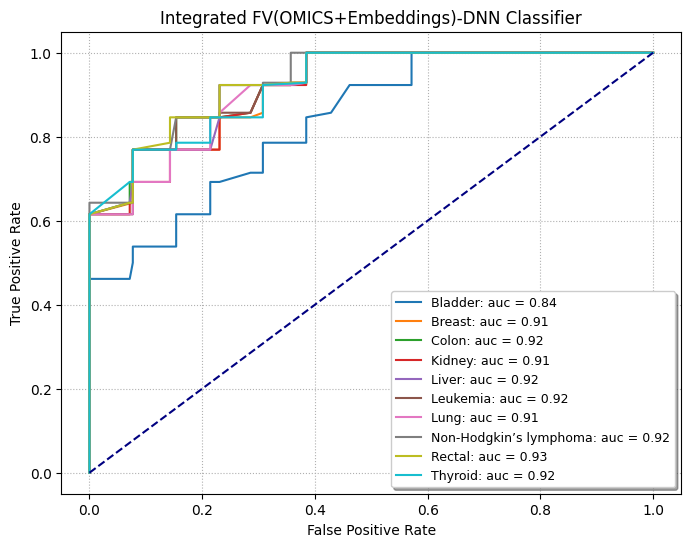 Integrated FV(OMICS+Embeddings)-DNN Classifier
True Positive Rate
1.0
0.8
0.6
0.4
0.2
0.0
Bladder: auc = 0.84
Breast: auc = 0.91
Colon: auc = 0.92
Kidney: auc = 0.91
Liver: auc = 0.92
Leukemia: auc = 0.92
Lung: auc = 0.91
Non-Hodgkin’s lymphoma: auc = 0.92
Rectal: auc = 0.93
Thyroid: auc = 0.92
0.0 0.2 0.4 0.6 0.8 1.0
False Positive Rate